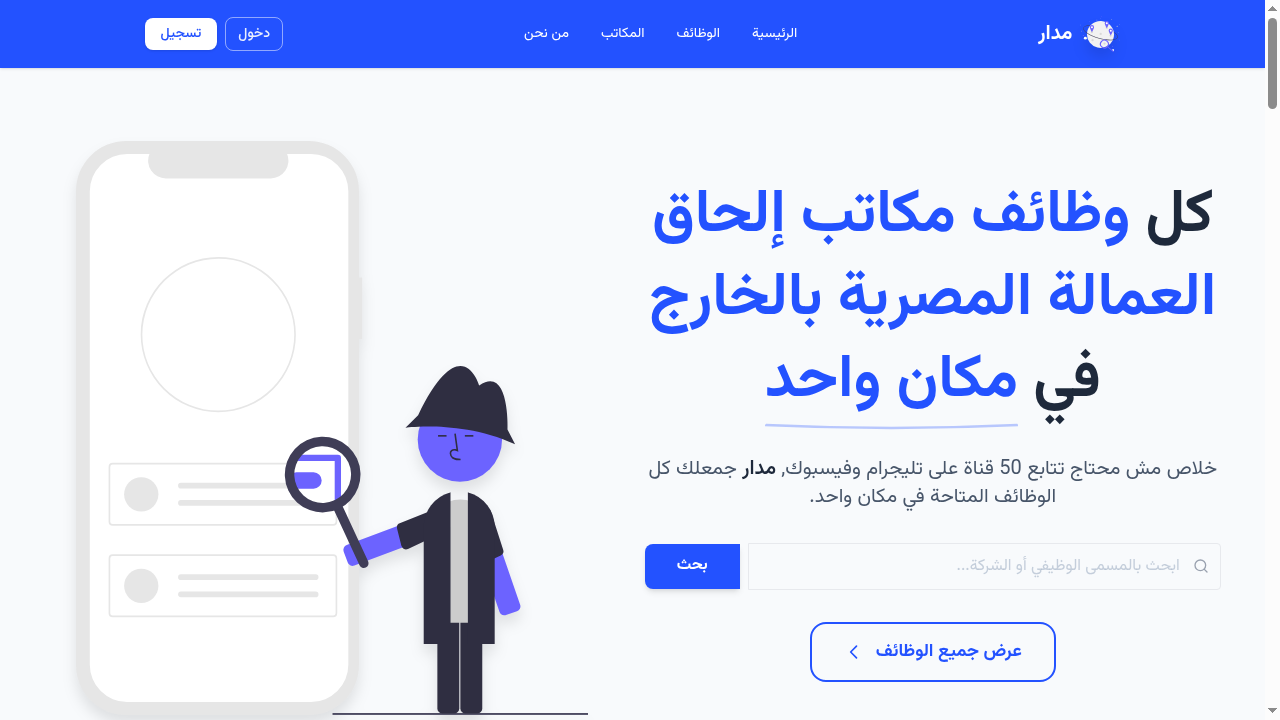 مدار
الرئيسية
الوظائف
المكاتب
من نحن
دخول
تسجيل
كل وظائف مكاتب إلحاق
العمالة المصرية بالخارج
في مكان واحد
خلاص مش محتاج تتابع 50 قناة على تليجرام وفيسبوك, مدار جمعلك كل
الوظائف المتاحة في مكان واحد.
ابحث بالمسمى الوظيفي أو الشركة...
بحث
عرض جميع الوظائف